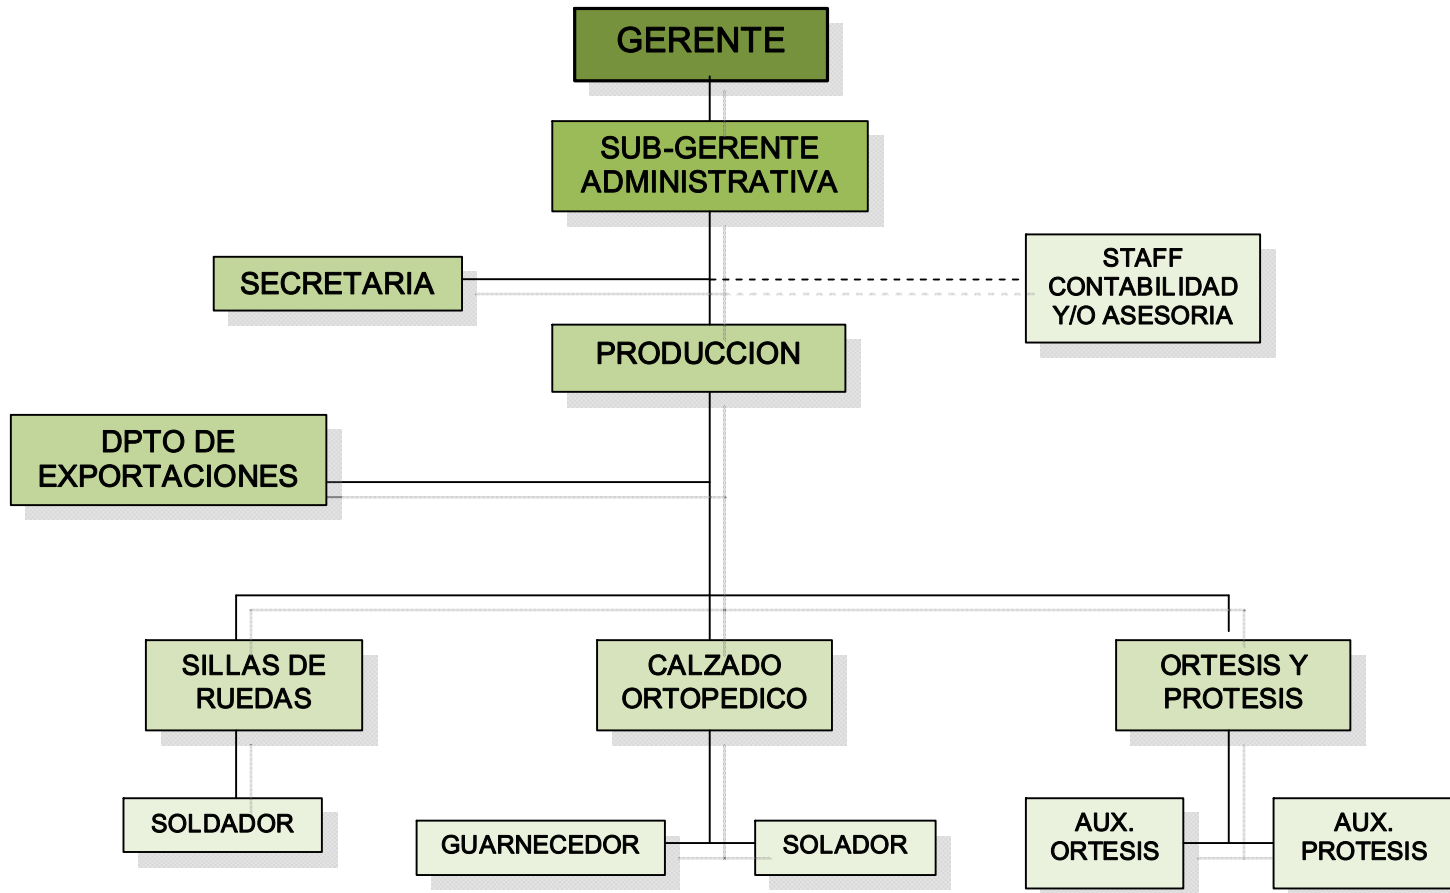 GERENTE
SUB-GERENTE
ADMINISTRATIVA
SECRETARIA
STAFF
CONTABILIDAD
Y/O ASESORIA
PRODUCCION
DPTO DE
EXPORTACIONES
SILLAS DE
RUEDAS
CALZADO
ORTOPEDICO
ORTESIS Y
PROTESIS
SOLDADOR
GUARNECEDOR
SOLADOR
AUX.
ORTESIS
AUX.
PROTESIS